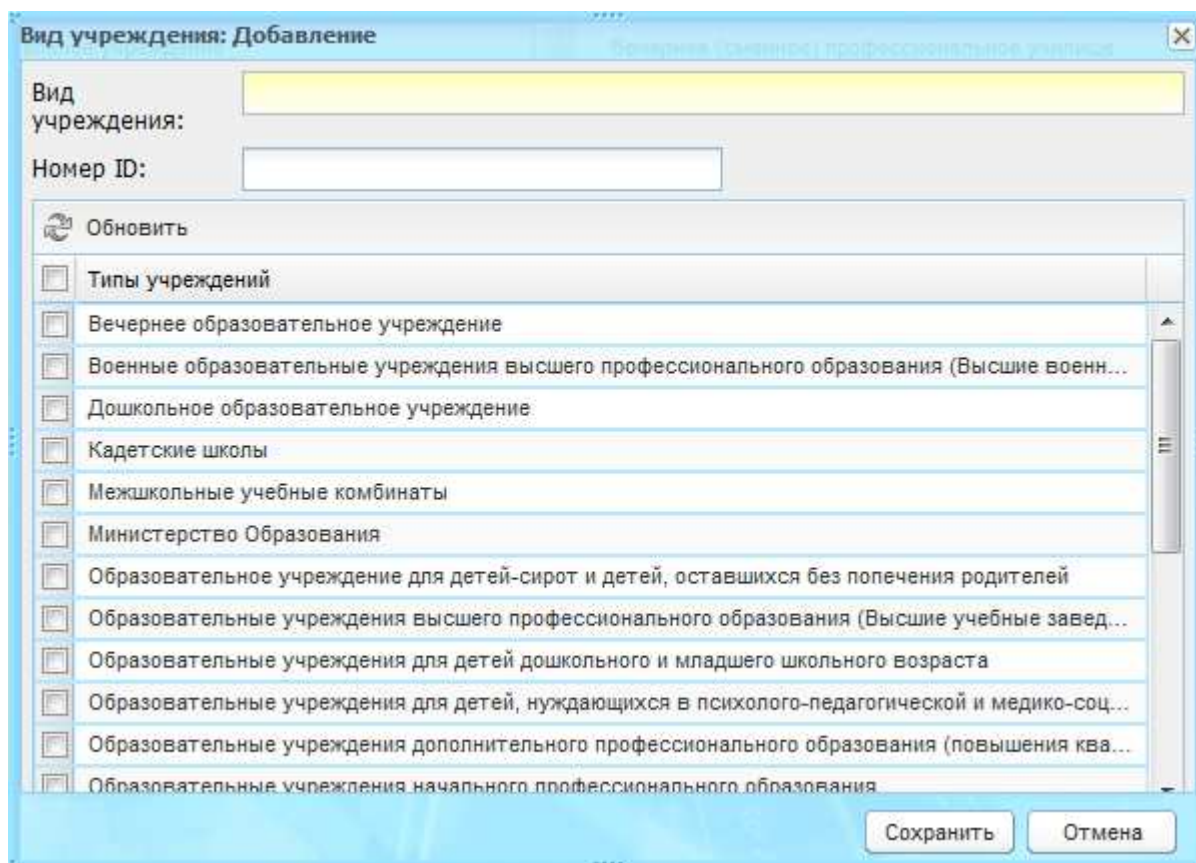 Вид учреждения: Добавление
Вечернее (сменное) профессиональное училище
Вид
учреждения:
Номер ID:
Обновить
Типы учреждений
Вечернее образовательное учреждение
Военные образовательные учреждения высшего профессионального образования (Высшие военн...
Дошкольное образовательное учреждение
Кадетские школы
Межшкольные учебные комбинаты
Министерство Образования
Образовательное учреждение для детей-сирот и детей, оставшихся без попечения родителей
Образовательные учреждения высшего профессионального образования (Высшие учебные завед...
Образовательные учреждения для детей дошкольного и младшего школьного возраста
Образовательные учреждения для детей, нуждающихся в психолого-педагогической и медико-соц...
Образовательные учреждения дополнительного профессионального образования (повышения ква...
Образовательные учреждения начального профессионального образования
Сохранить
Отмена